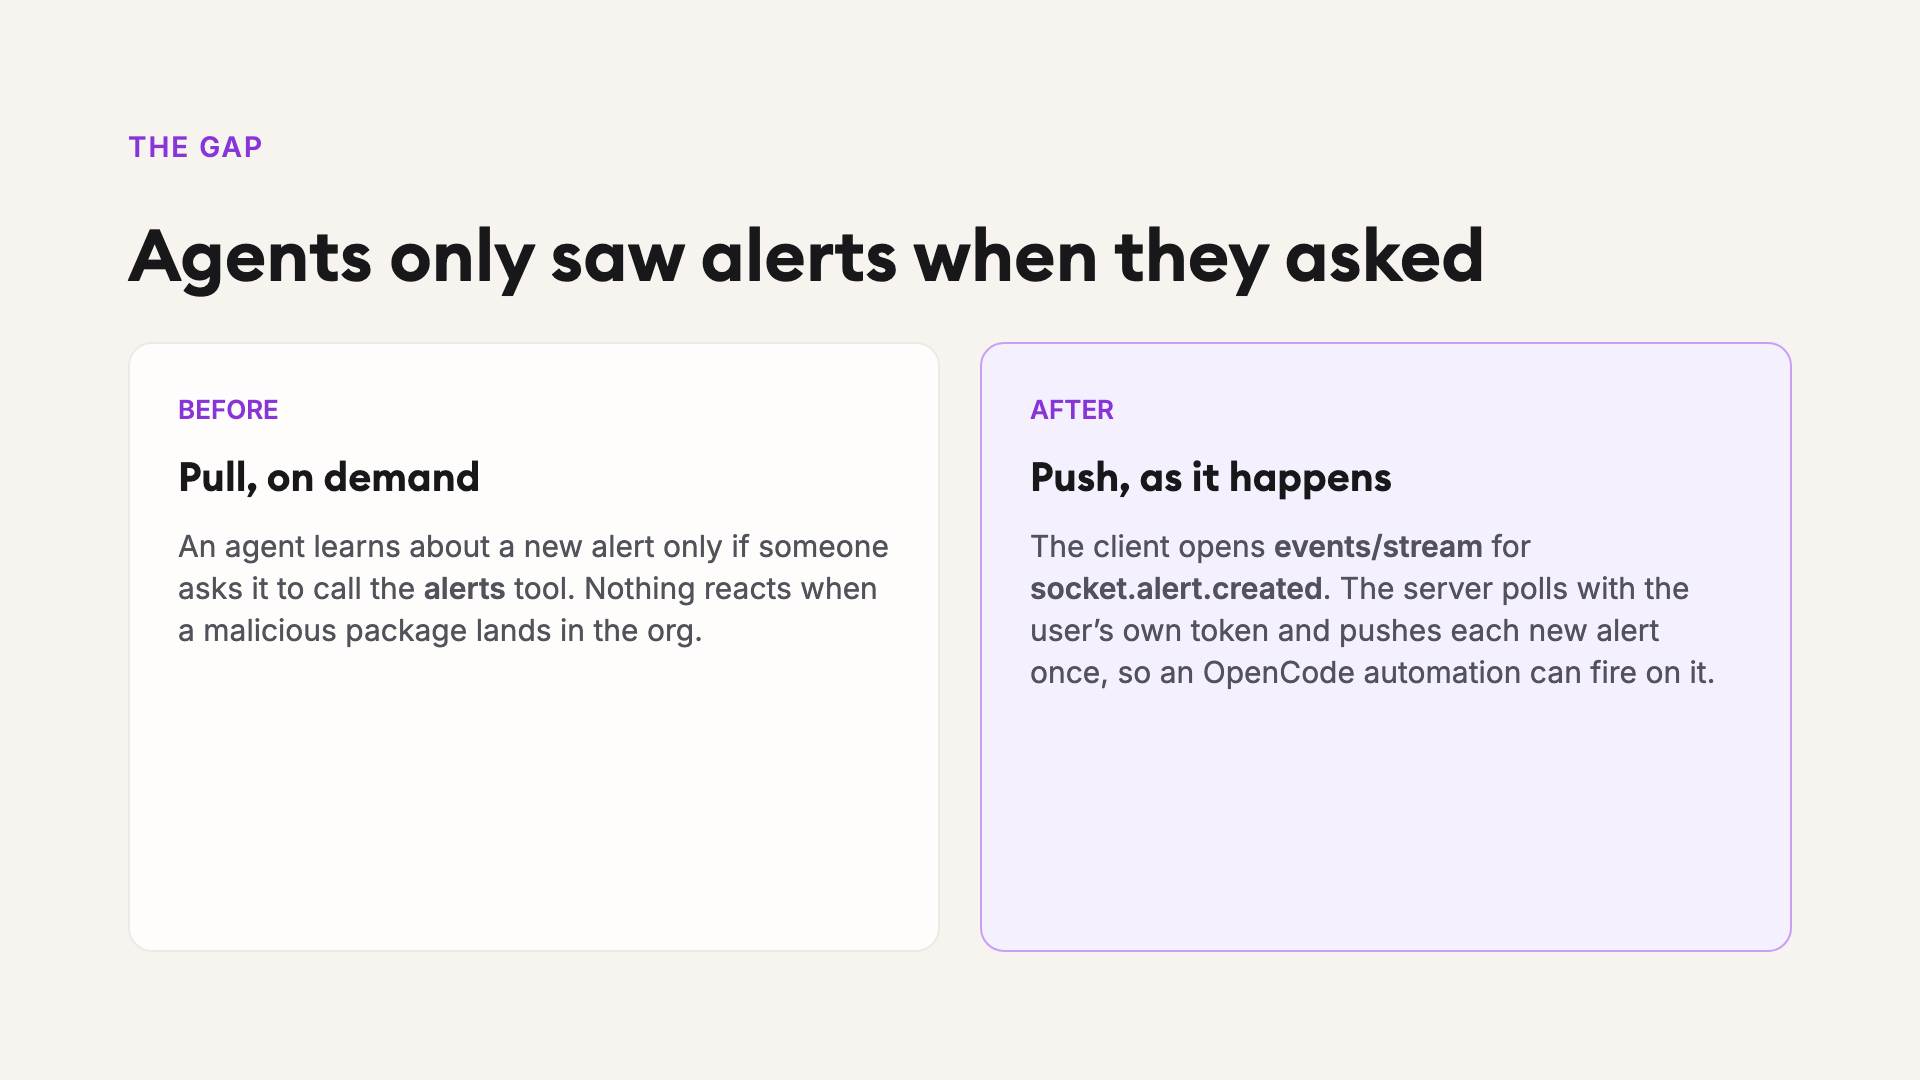 THE GAP
Agents only saw alerts when they asked
BEFORE
Pull, on demand
An agent learns about a new alert only if someone
asks it to call the alerts tool. Nothing reacts when
a malicious package lands in the org.
AFTER
Push, as it happens
The client opens events/stream for
socket.alert.created. The server polls with the
user’s own token and pushes each new alert
once, so an OpenCode automation can fire on it.